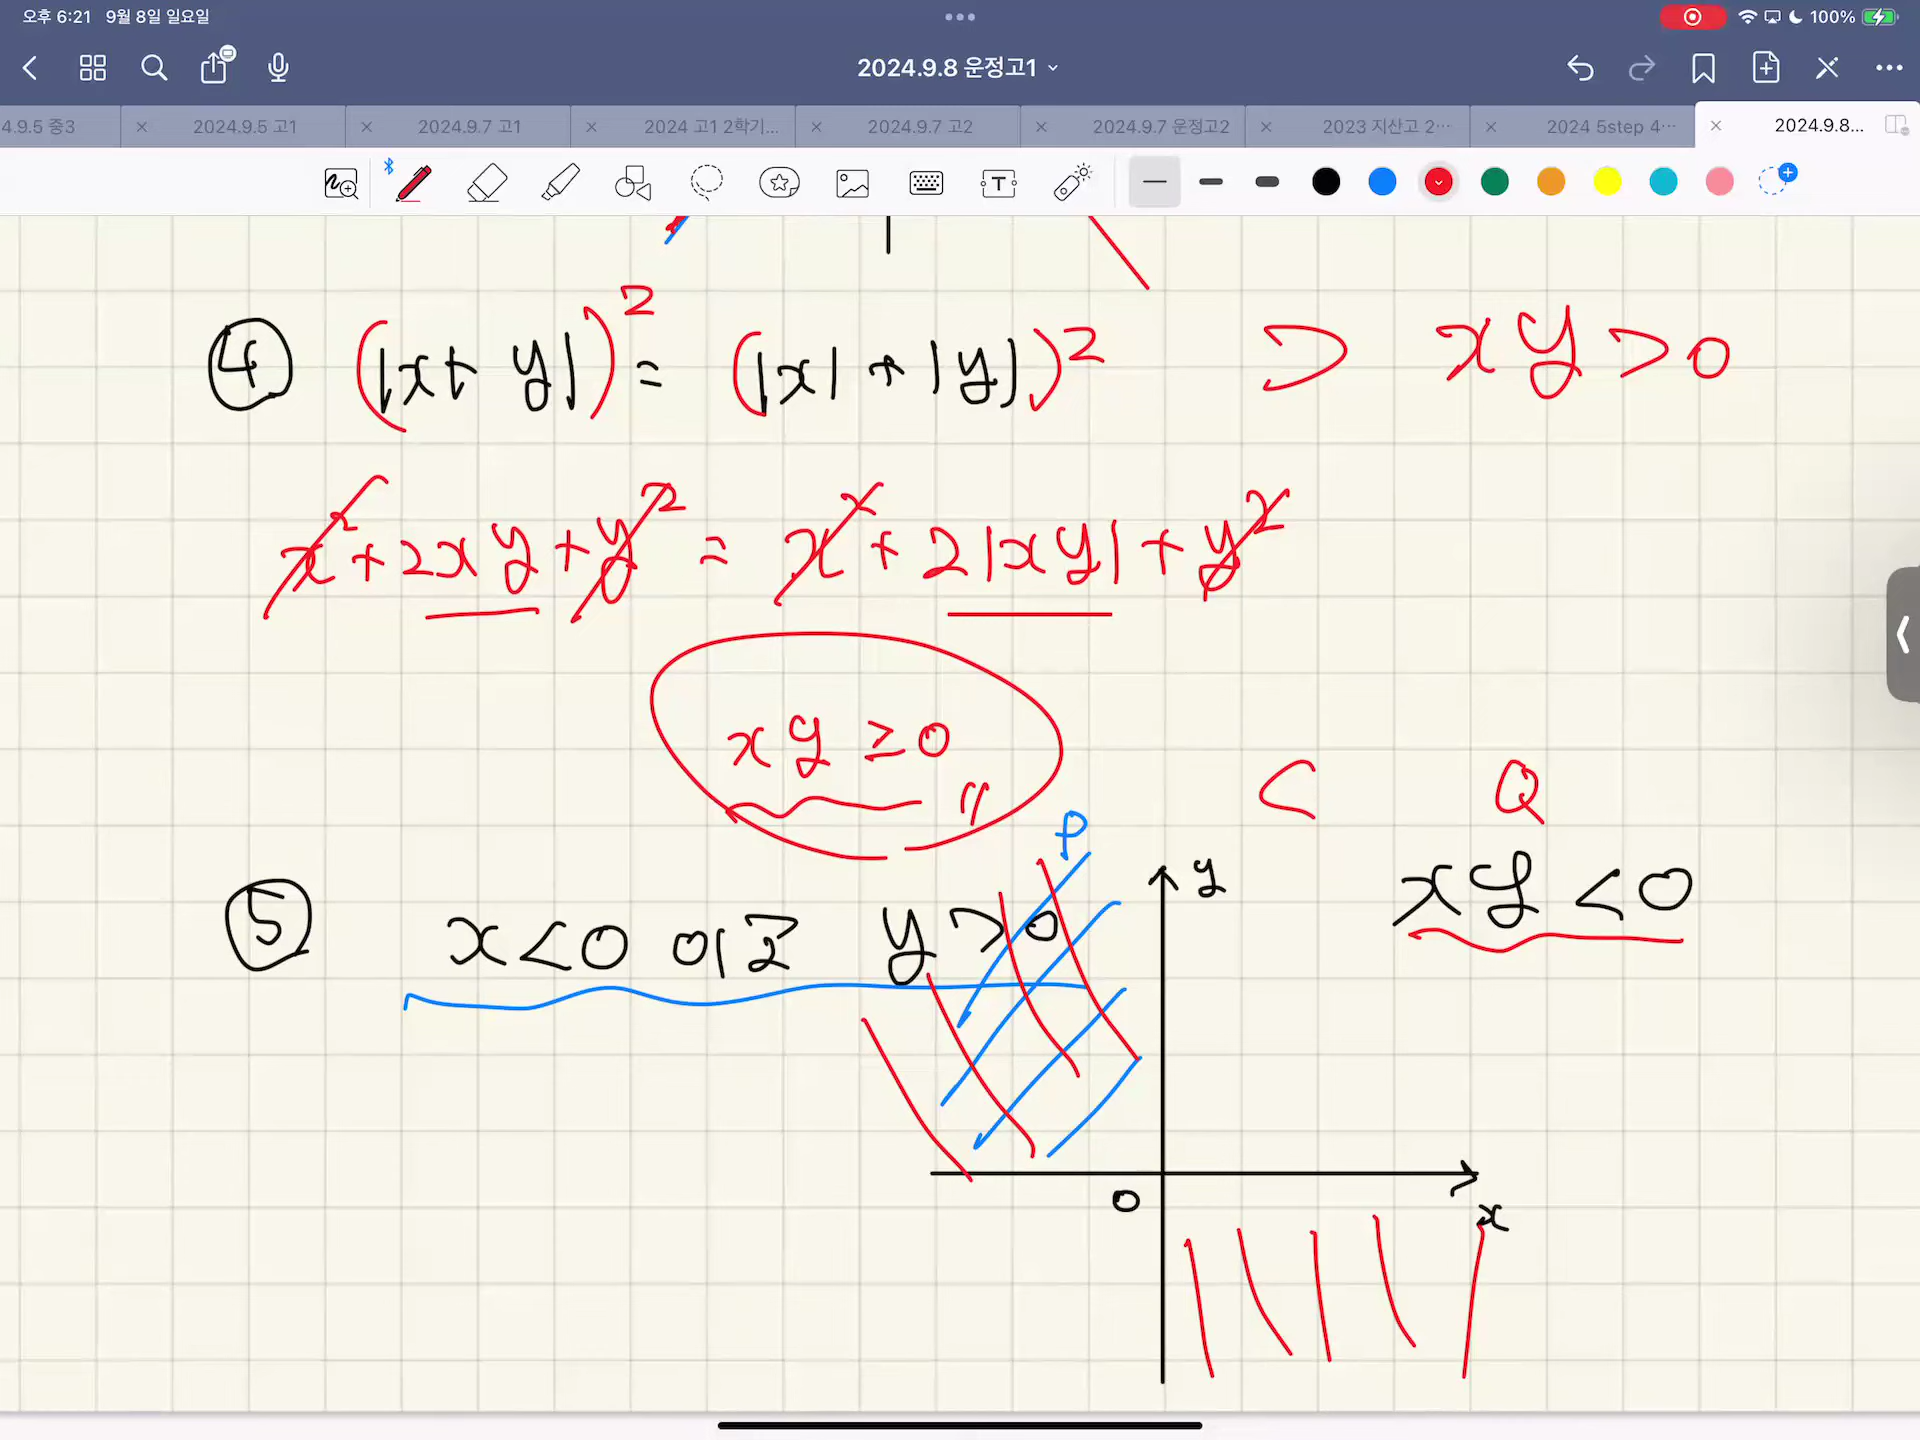 오후 6:21 9월 8일 일요일
100%
2024.9.8 운정고1
4.9.5 중3
2024.9.5 고1
2024.9.7 고1
2024 고1 2학기...
2024.9.7 고2
2024.9.7 운정고2
2023 지산고 2...
2024 5step 4...
2024.9.8...
④ (|x+y|)² = (|x|+|y|)² ⊃ xy>0
x²+2xy+y² = x²+2|xy|+y²
xy≥0
⊂ Q
P
⑤ x<0 이고 y>0
y
xy<0
0
x